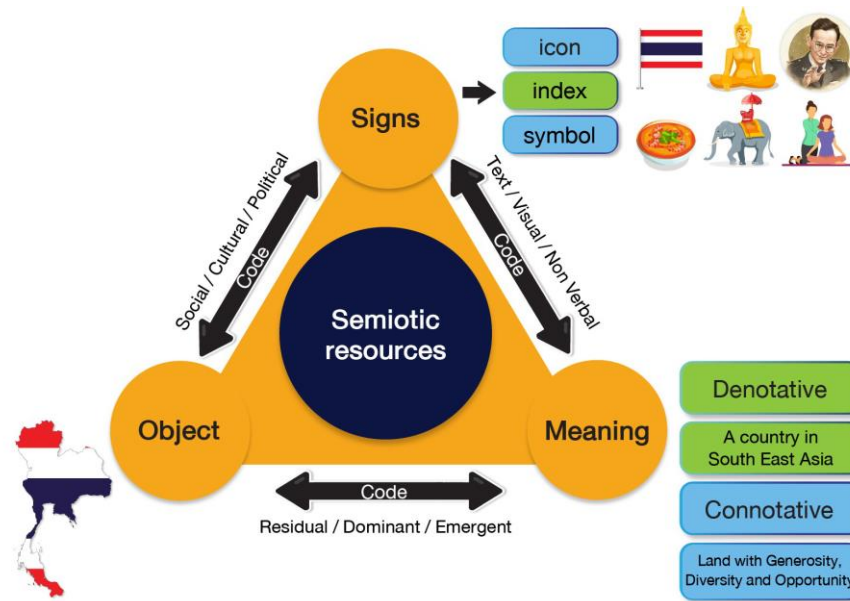 icon
index
symbol
Signs
Social / Cultural / Political
Code
Text / Visual / Non Verbal
Code
Semiotic
resources
Object
Meaning
Code
Residual / Dominant / Emergent
Denotative
A country in
South East Asia
Connotative
Land with Generosity,
Diversity and Opportunity